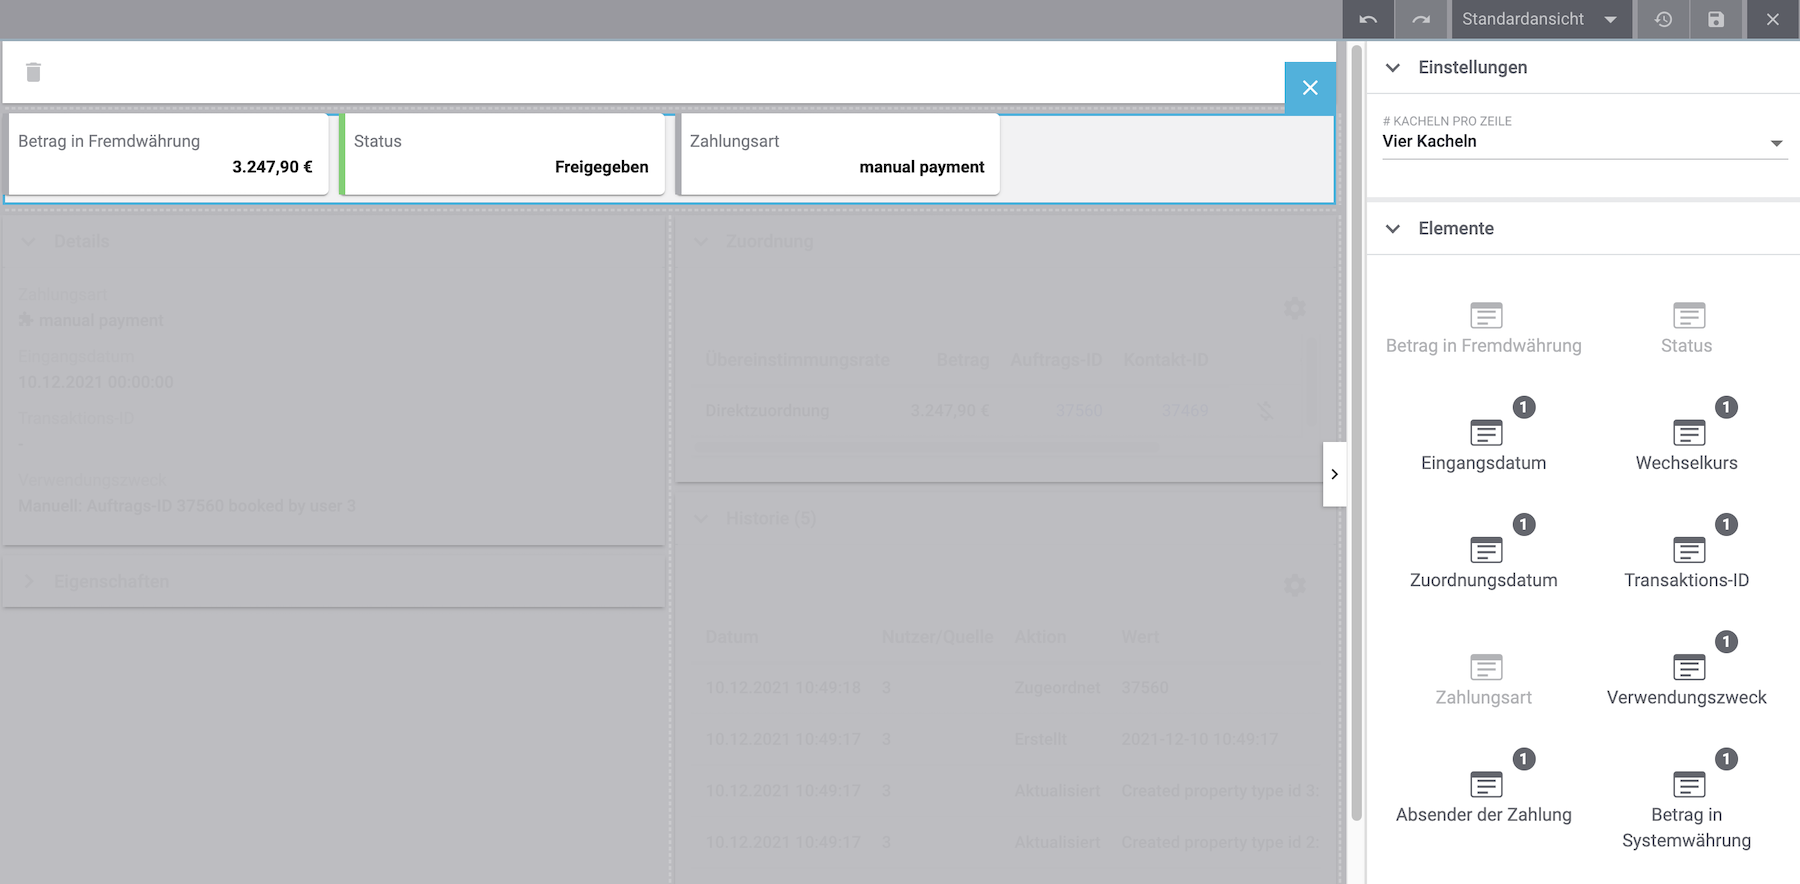 Standardansicht
Betrag in Fremdwährung
3.247,90 €
Status
Freigegeben
Zahlungsart
manual payment
Details
Zahlungsart
manual payment
Eingangsdatum
10.12.2021 00:00:00
Transaktions-ID
-
Verwendungszweck
Manuell: Auftrags-ID 37560 booked by user 3
Eigenschaften
Zuordnung
Übereinstimmungsrate Betrag Auftrags-ID Kontakt-ID
Direktzuordnung 3.247,90 € 37560 37469
Historie (5)
Datum Nutzer/Quelle Aktion Wert
10.12.2021 10:49:18 3 Zugeordnet 37560
10.12.2021 10:49:17 3 Erstellt 2021-12-10 10:49:17
10.12.2021 10:49:17 3 Aktualisiert Created property type id 3:
10.12.2021 10:49:17 3 Aktualisiert Created property type id 2:
Einstellungen
# KACHELN PRO ZEILE
Vier Kacheln
Elemente
Betrag in Fremdwährung
Status
1
Eingangsdatum
1
Wechselkurs
1
Zuordnungsdatum
1
Transaktions-ID
Zahlungsart
1
Verwendungszweck
1
Absender der Zahlung
1
Betrag in
Systemwährung